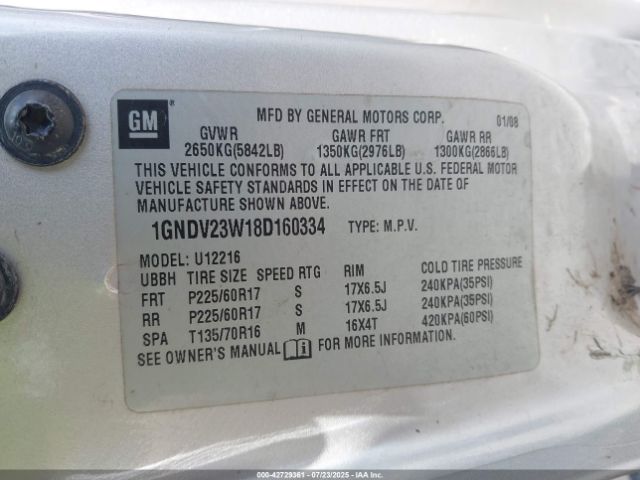 GM ® MFD BY GENERAL MOTORS CORP. 01/08
GVWR GAWR FRT GAWR RR
2650KG(5842LB) 1350KG(2976LB) 1300KG(2866LB)
THIS VEHICLE CONFORMS TO ALL APPLICABLE U.S. FEDERAL MOTOR
VEHICLE SAFETY STANDARDS IN EFFECT ON THE DATE OF
MANUFACTURE SHOWN ABOVE.
1GNDV23W18D160334 TYPE: M.P.V.
MODEL: U12216
UBBH TIRE SIZE SPEED RTG RIM COLD TIRE PRESSURE
FRT P225/60R17 S 17X6.5J 240KPA(35PSI)
RR P225/60R17 S 17X6.5J 240KPA(35PSI)
SPA T135/70R16 M 16X4T 420KPA(60PSI)
SEE OWNER'S MANUAL FOR MORE INFORMATION.
000-42729361 | 07/23/2025 | IAADISPATCH.COM